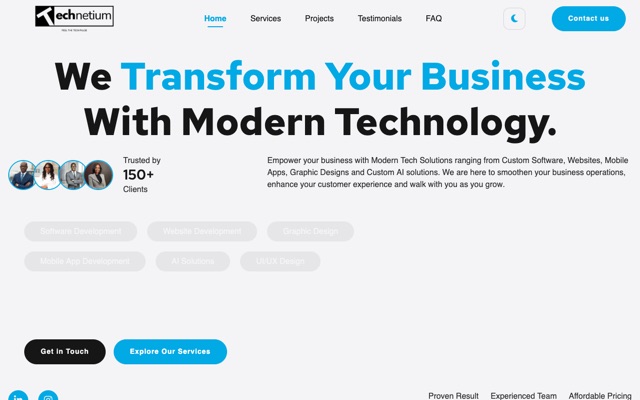 Technetium
Home
Services
Projects
Testimonials
FAQ
Contact us
We Transform Your Business
With Modern Technology.
Trusted by
150+
Clients
Empower your business with Modern Tech Solutions ranging from Custom Software, Websites, Mobile
Apps, Graphic Designs and Custom AI solutions. We are here to smoothen your business operations,
enhance your customer experience and walk with you as you grow.
Software Development
Website Development
Graphic Design
Mobile App Development
AI Solutions
UI/UX Design
Get in Touch
Explore Our Services
Proven Result
Experienced Team
Affordable Pricing